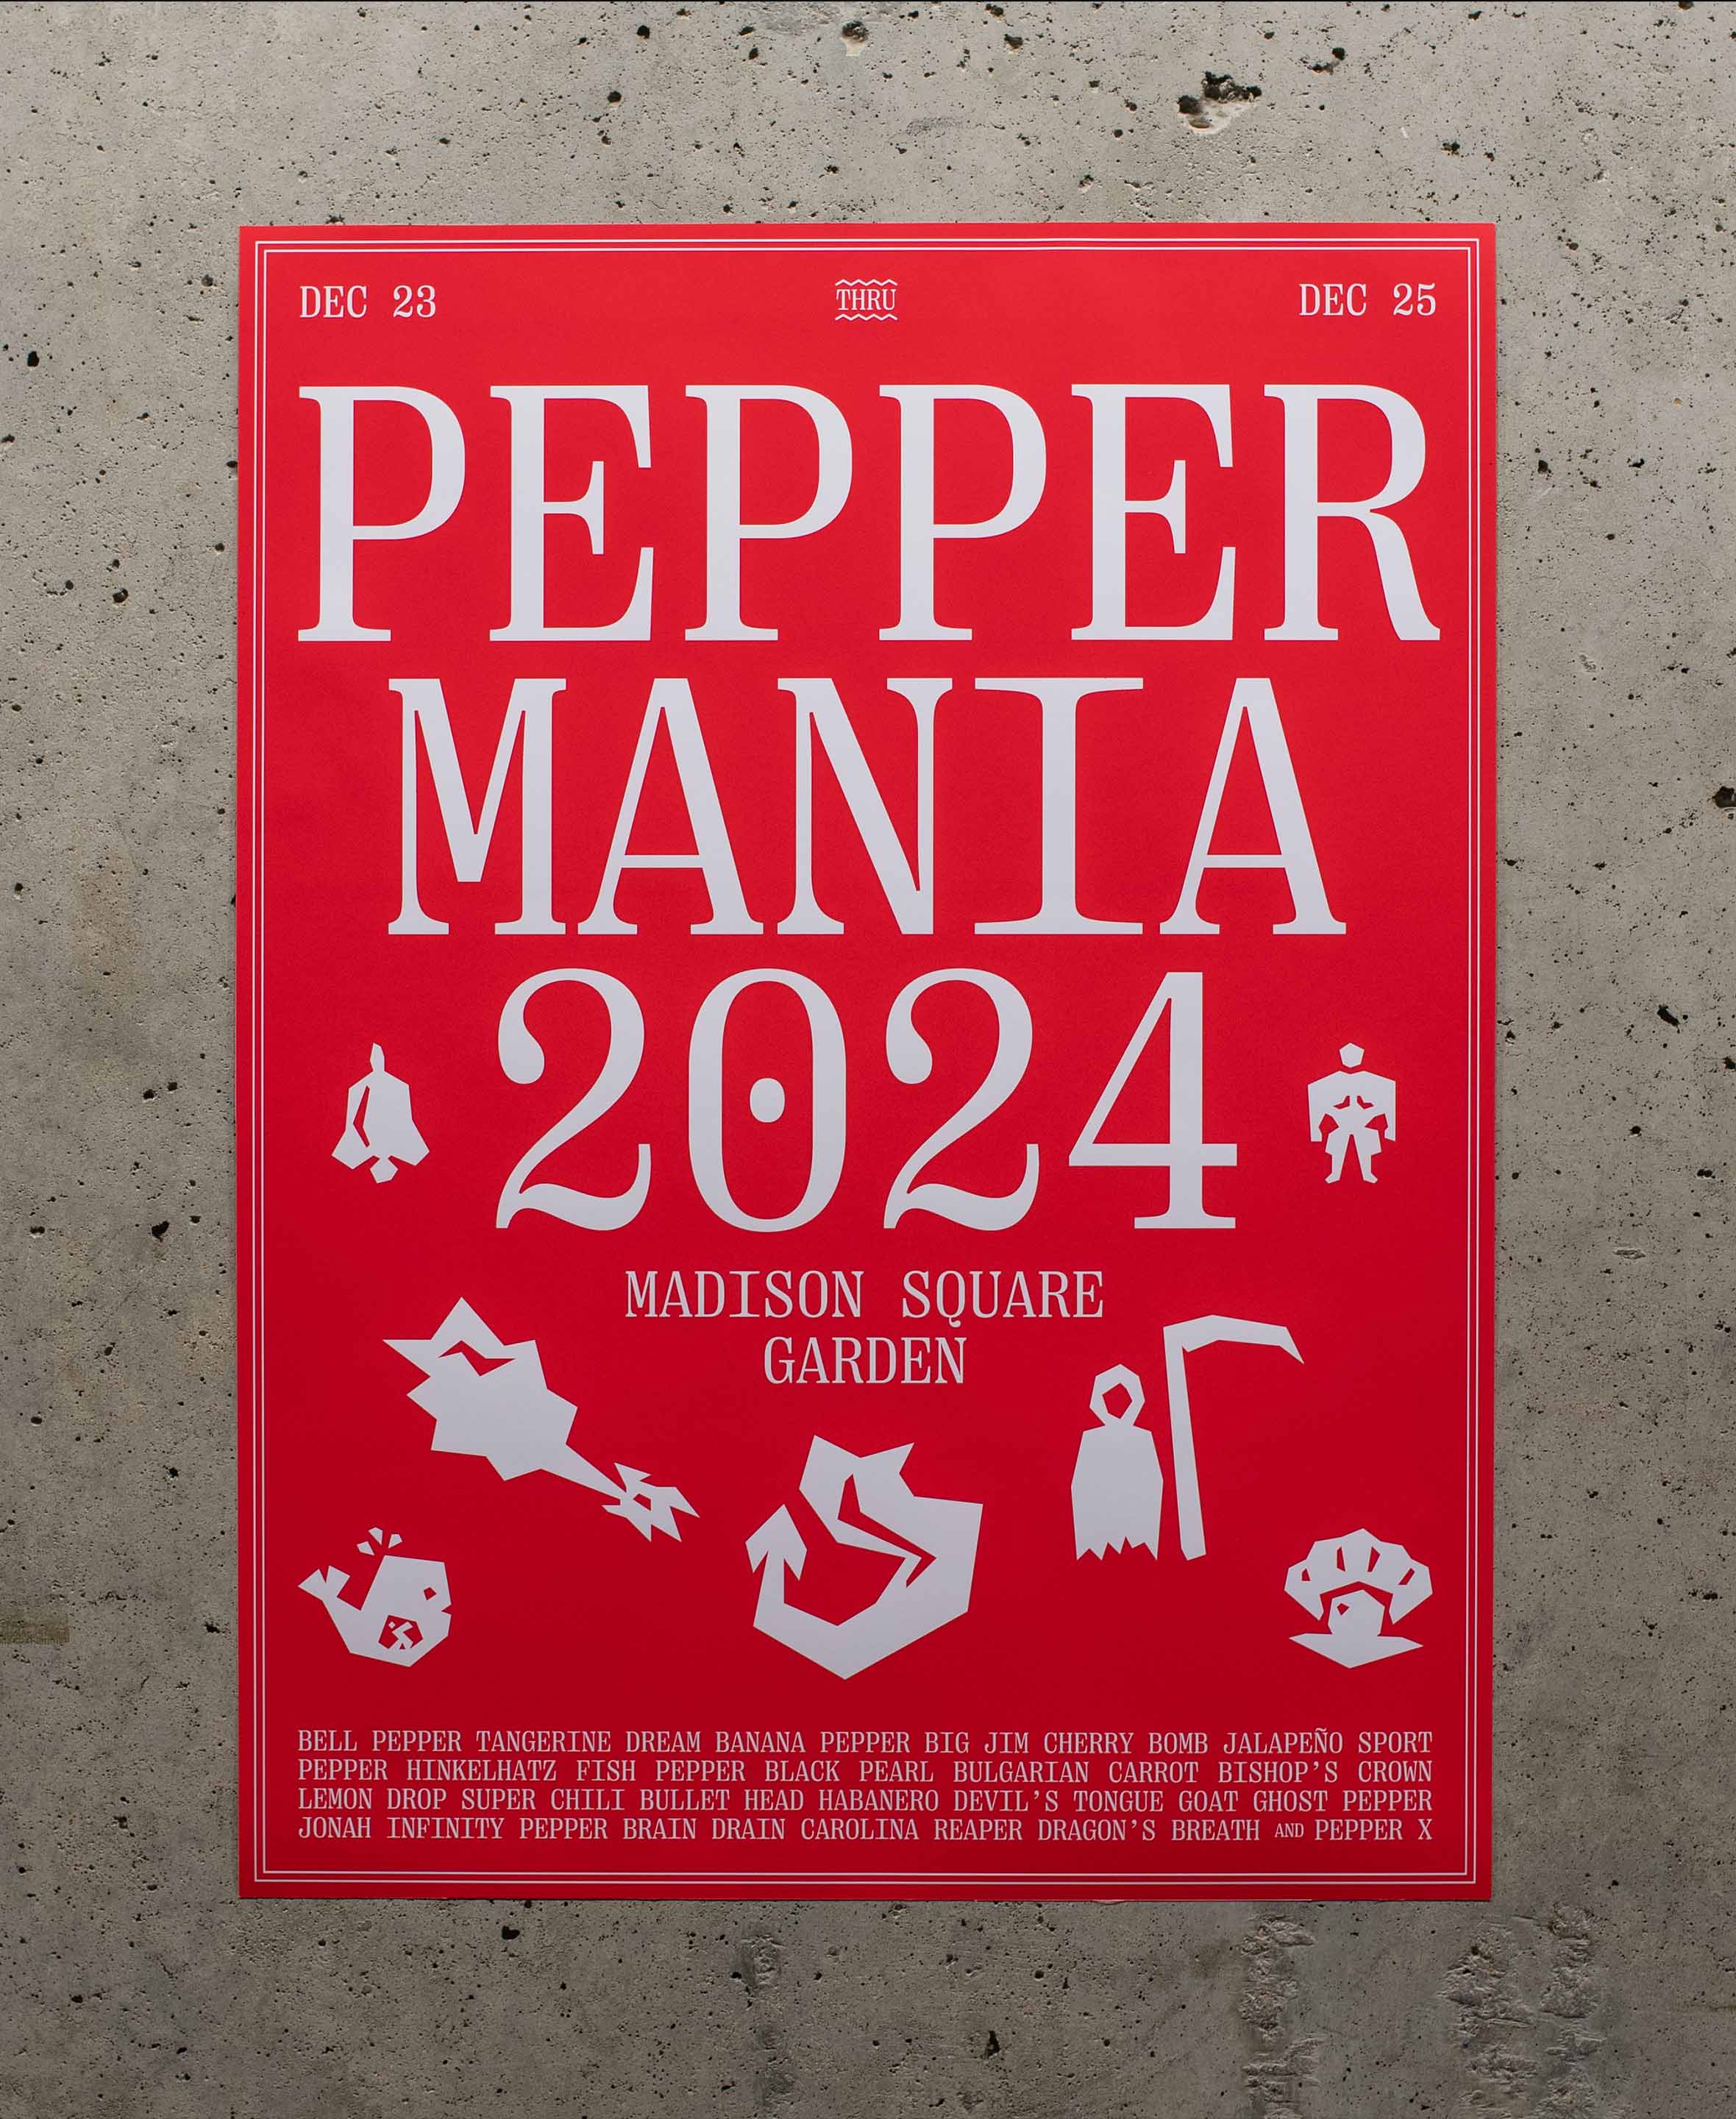 DEC 23 THRU DEC 25
PEPPER
MANIA
2024
MADISON SQUARE
GARDEN
BELL PEPPER TANGERINE DREAM BANANA PEPPER BIG JIM CHERRY BOMB JALAPEÑO SPORT
PEPPER HINKELHATZ FISH PEPPER BLACK PEARL BULGARIAN CARROT BISHOP'S CROWN
LEMON DROP SUPER CHILI BULLET HEAD HABANERO DEVIL'S TONGUE GOAT GHOST PEPPER
JONAH INFINITY PEPPER BRAIN DRAIN CAROLINA REAPER DRAGON'S BREATH AND PEPPER X